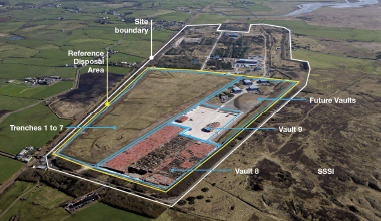 Site
boundary
Reference
Disposal
Area
Future Vaults
Trenches 1 to 7
Vault 9
Vault 8
SSSI